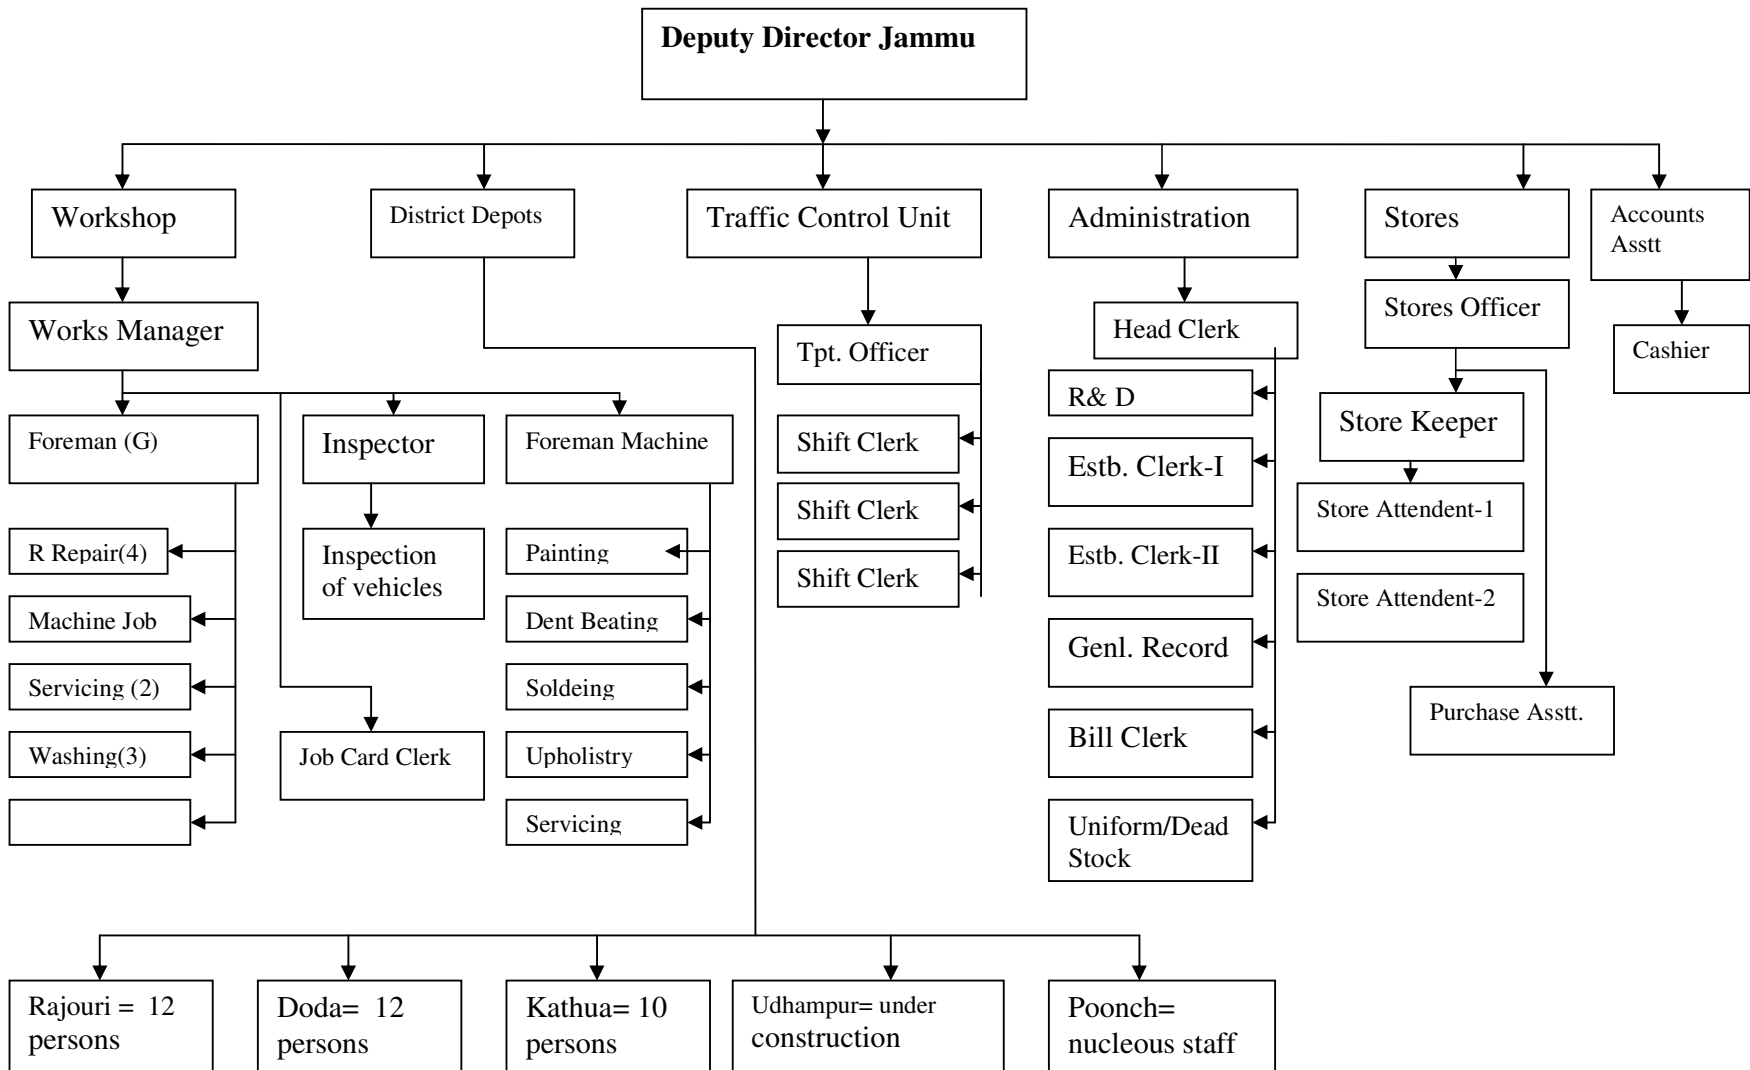 Deputy Director Jammu
Workshop
District Depots
Traffic Control Unit
Administration
Stores
Accounts
Asstt
Works Manager
Tpt. Officer
Head Clerk
Stores Officer
Cashier
Foreman (G)
Inspector
Foreman Machine
Shift Clerk
Shift Clerk
Shift Clerk
R& D
Estb. Clerk-I
Estb. Clerk-II
Genl. Record
Bill Clerk
Uniform/Dead
Stock
Store Keeper
Store Attendent-1
Store Attendent-2
Purchase Asstt.
R Repair(4)
Machine Job
Servicing (2)
Washing(3)
Inspection
of vehicles
Job Card Clerk
Painting
Dent Beating
Soldeing
Upholistry
Servicing
Rajouri = 12
persons
Doda= 12
persons
Kathua= 10
persons
Udhampur= under
construction
Poonch=
nucleous staff